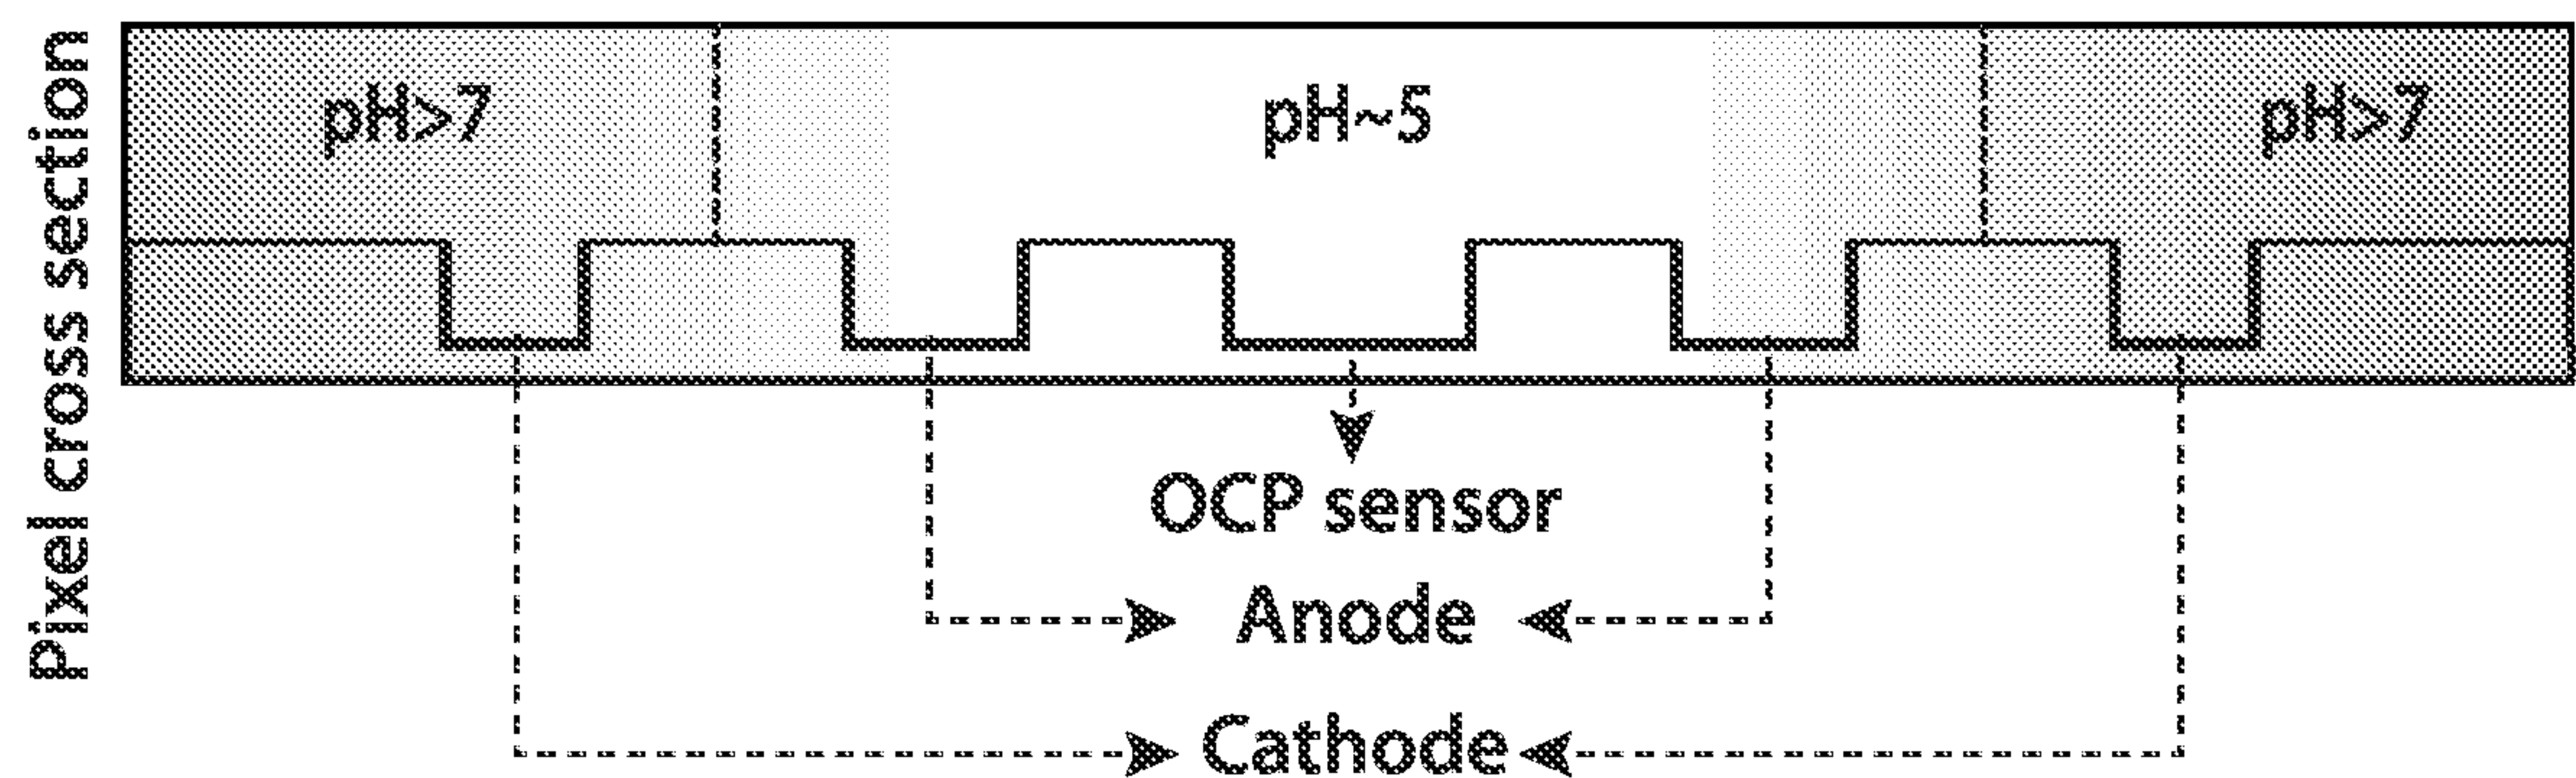 Pixel cross section
pH>7
pH~5
pH>7
OCP sensor
Anode
Cathode